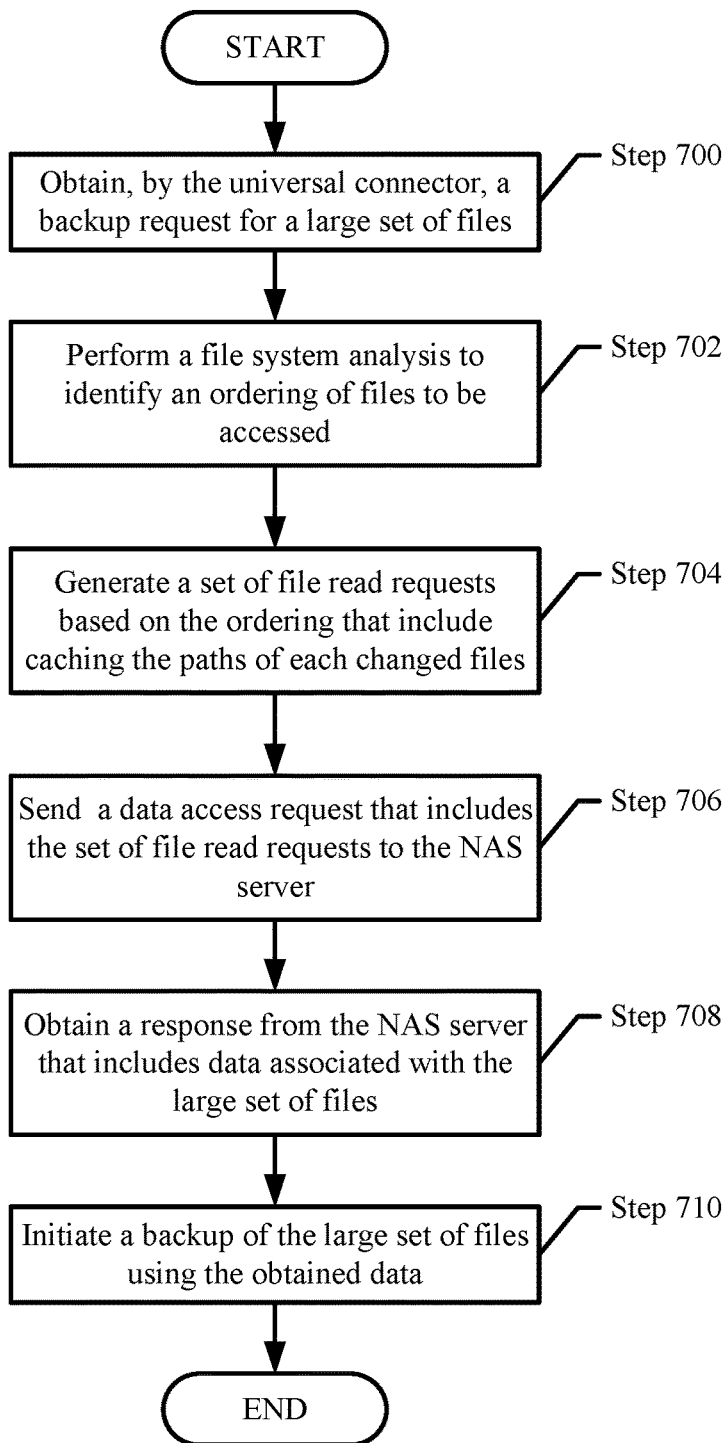 START
Step 700
Obtain, by the universal connector, a
backup request for a large set of files
Step 702
Perform a file system analysis to
identify an ordering of files to be
accessed
Step 704
Generate a set of file read requests
based on the ordering that include
caching the paths of each changed files
Step 706
Send a data access request that includes
the set of file read requests to the NAS
server
Step 708
Obtain a response from the NAS server
that includes data associated with the
large set of files
Step 710
Initiate a backup of the large set of files
using the obtained data
END